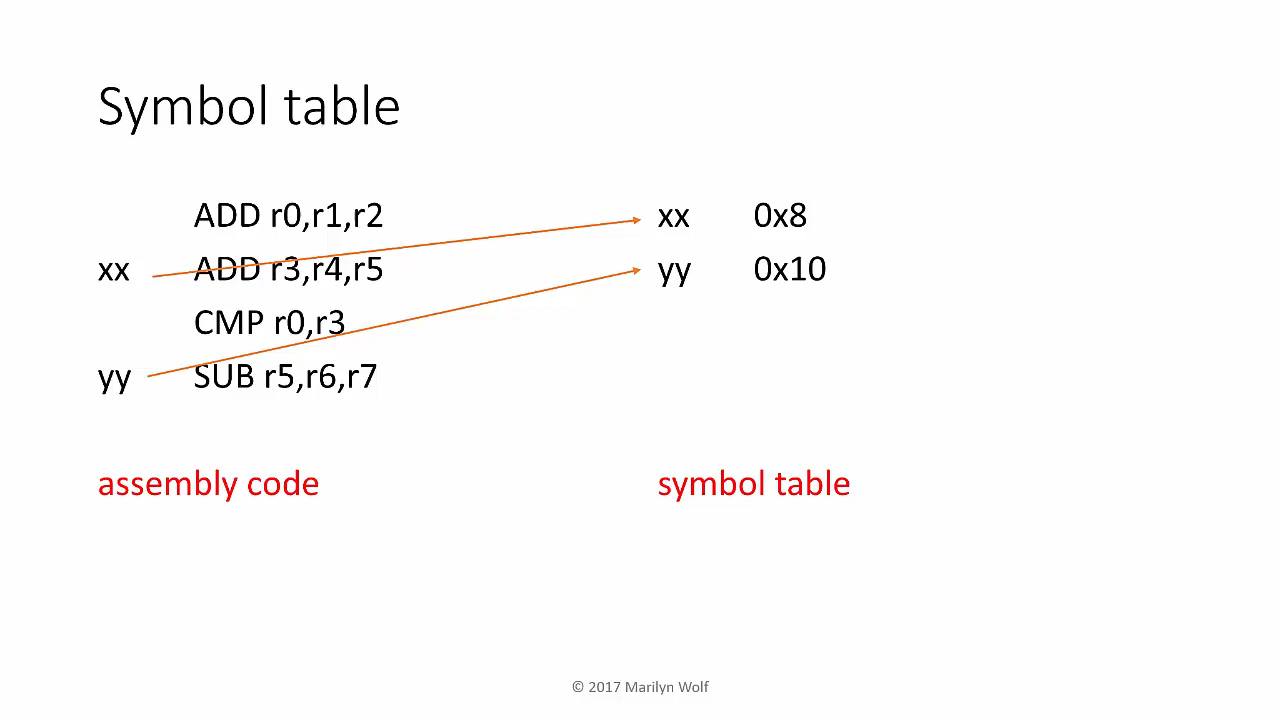 Symbol table
ADD r0,r1,r2
xx ADD r3,r4,r5
CMP r0,r3
yy SUB r5,r6,r7
assembly code
xx 0x8
yy 0x10
symbol table
© 2017 Marilyn Wolf